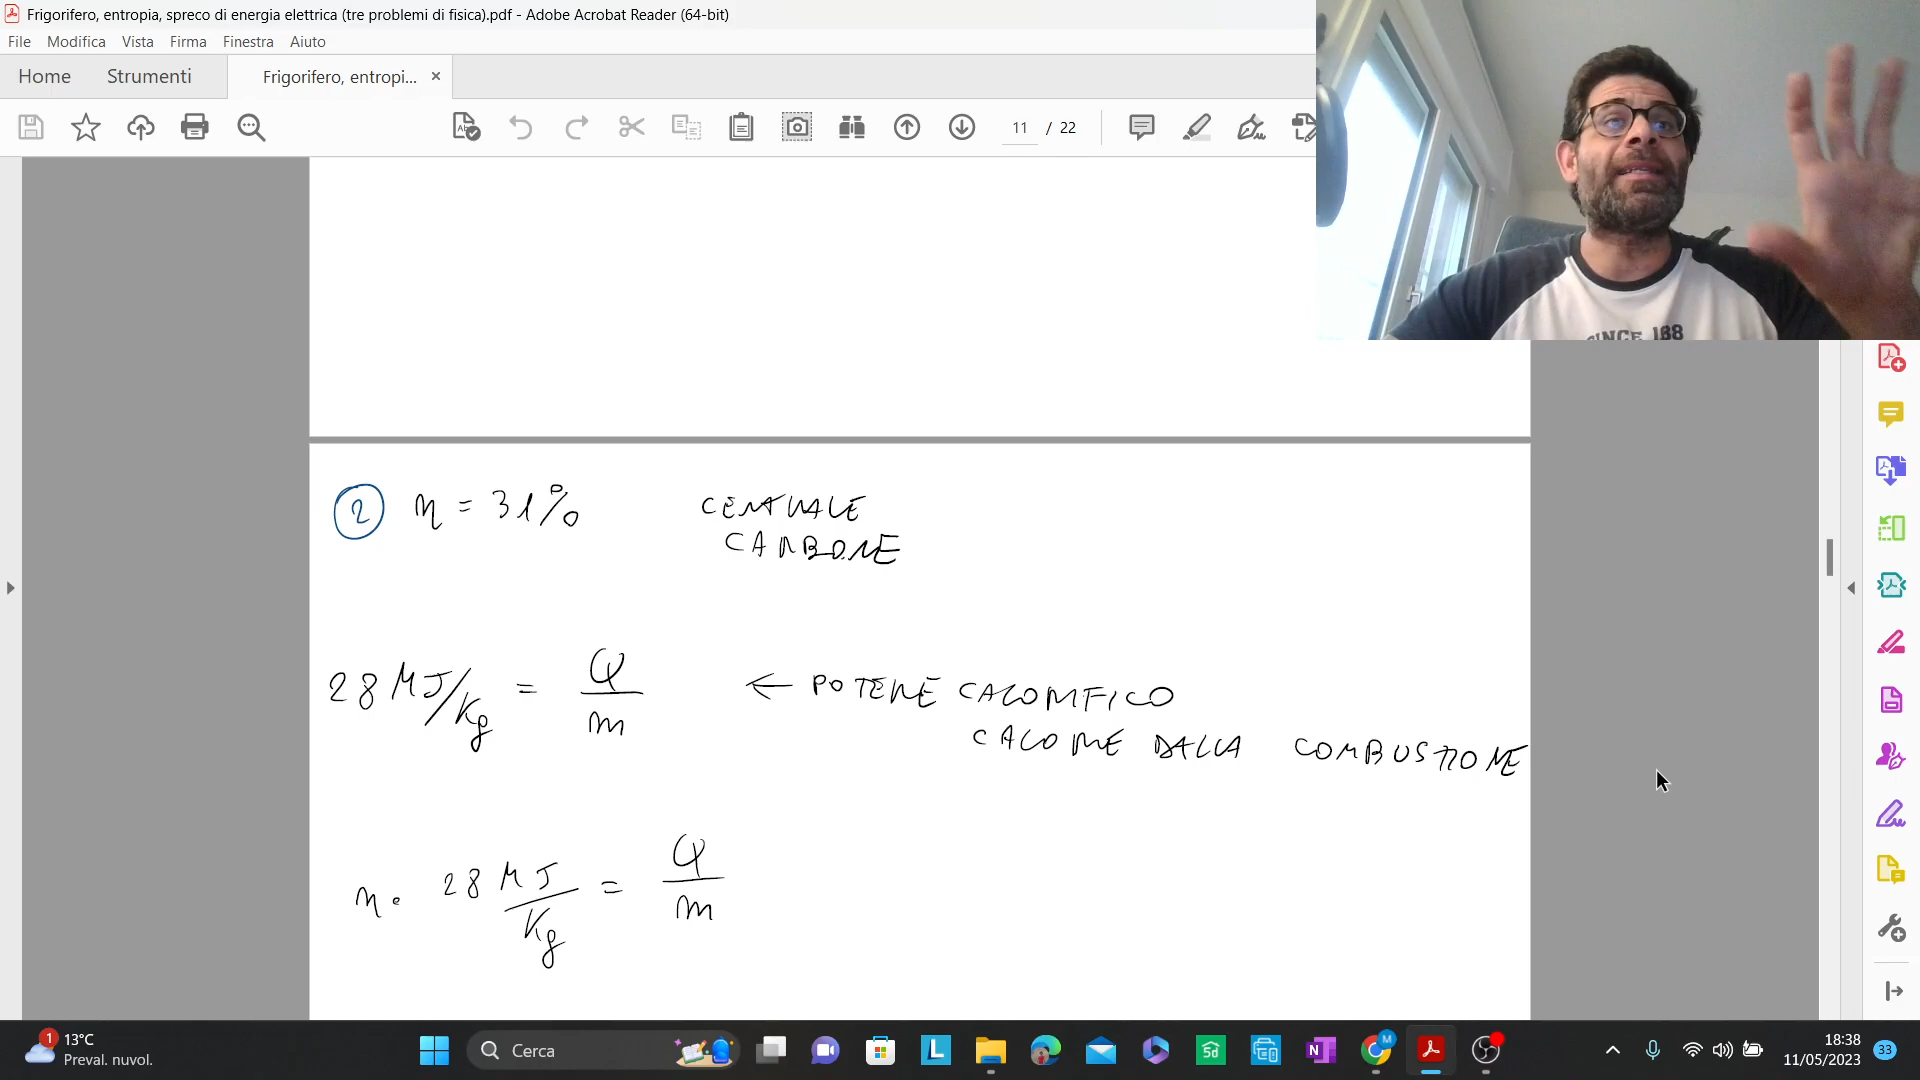 Frigorifero, entropia, spreco di energia elettrica (tre problemi di fisica).pdf - Adobe Acrobat Reader (64-bit)
File Modifica Vista Firma Finestra Aiuto
Home Strumenti Frigorifero, entropi... ×
11 / 22
SINCE 188
2 η = 31% CENTRALE
CARBONE
28 MJ/Kg = Q/m ← POTERE CALORIFICO
CALORE DALLA COMBUSTIONE
η · 28 MJ/Kg = Q/m
1 13°C
Preval. nuvol.
Cerca
18:38
11/05/2023
33